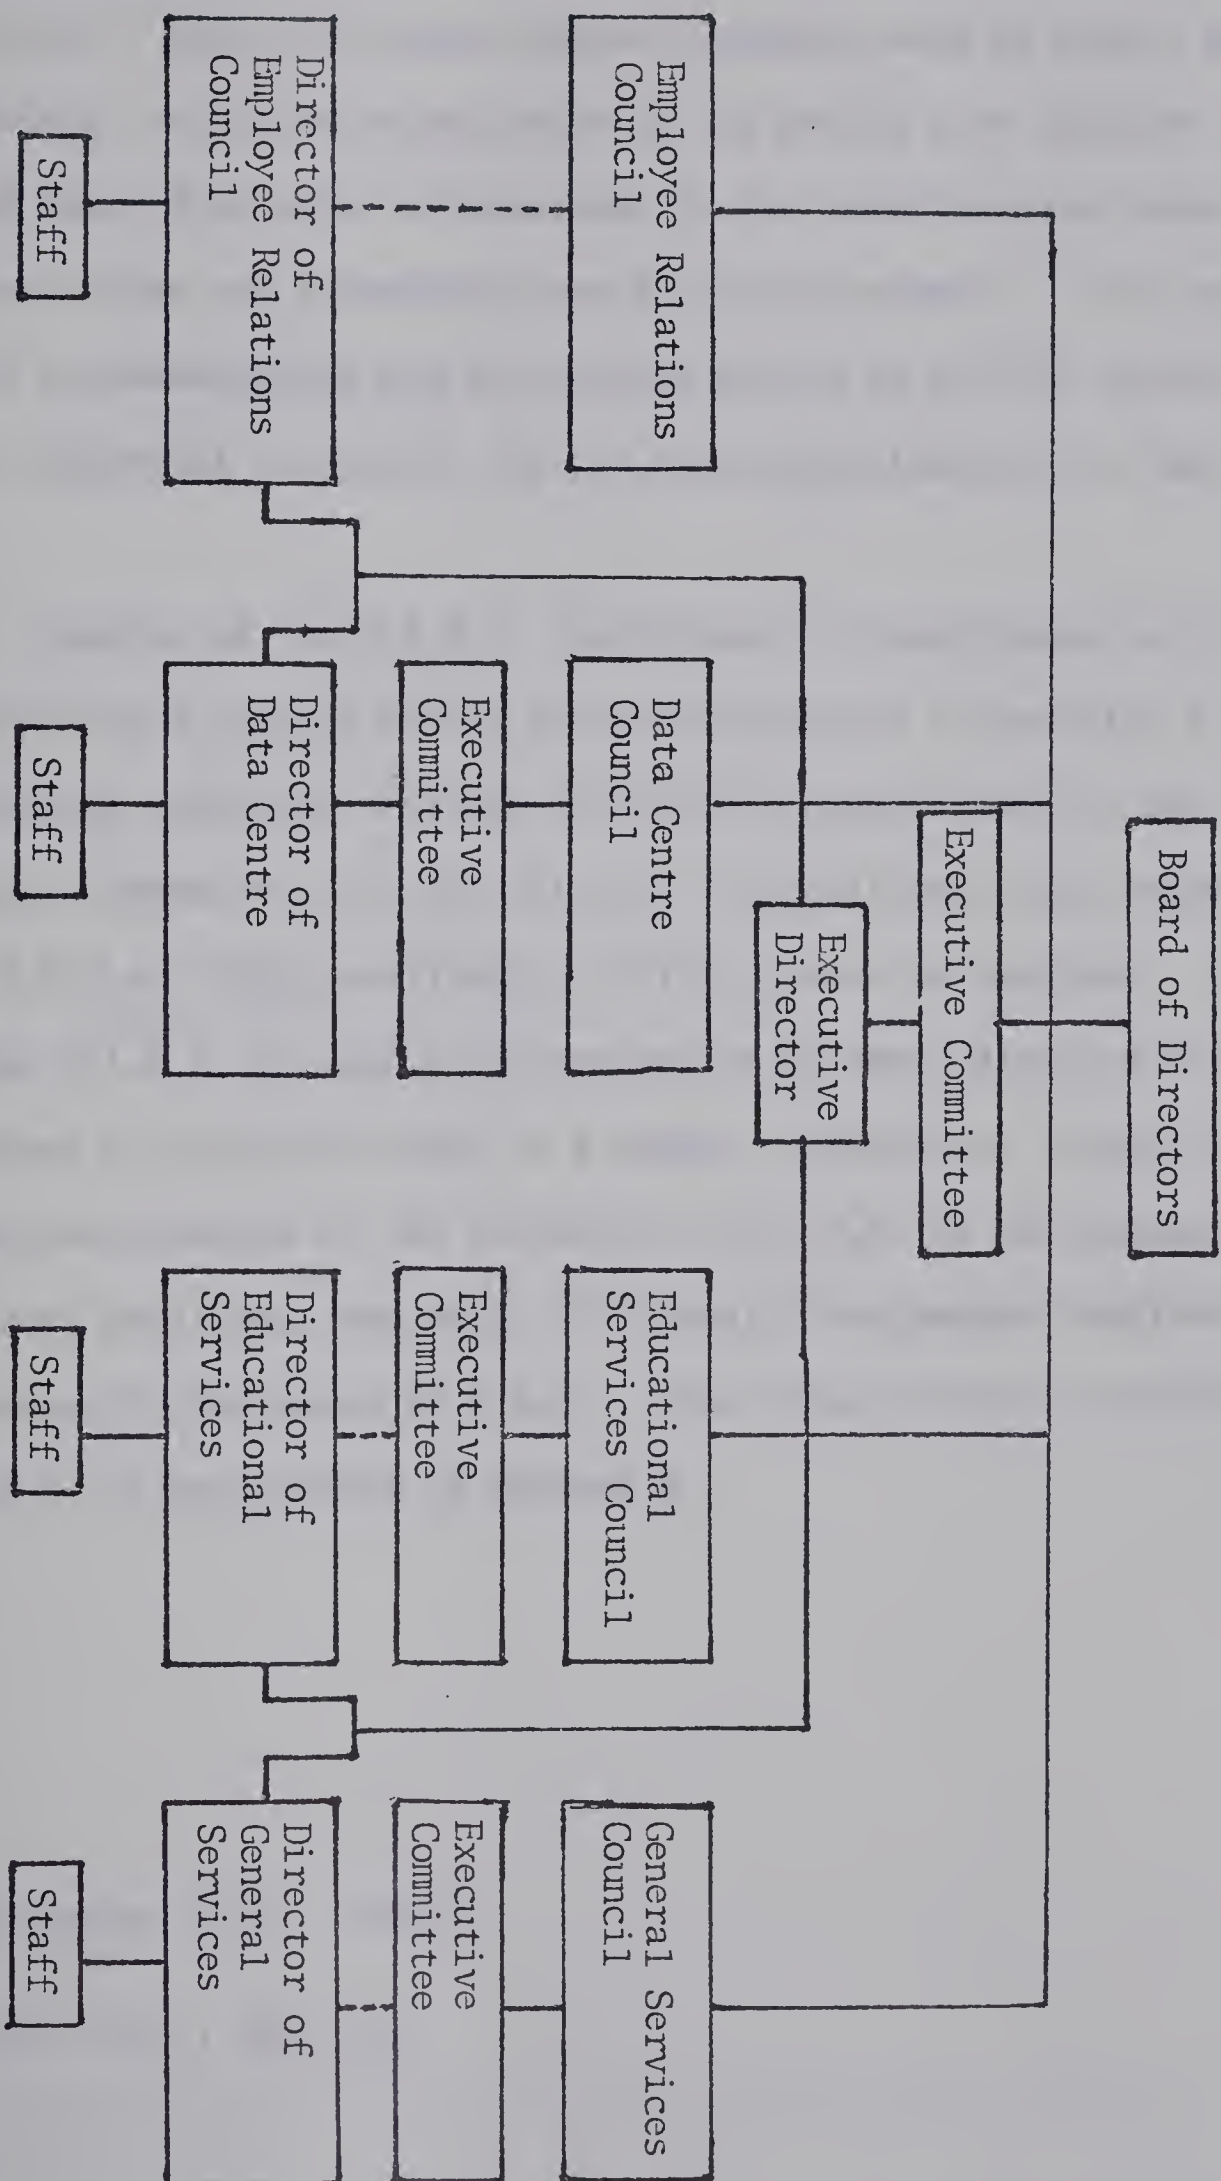 Board of Directors
Executive Committee
Executive
Director
Employee Relations
Council
Data Centre
Council
Educational
Services Council
General Services
Council
Executive
Committee
Executive
Committee
Executive
Committee
Director of
Employee Relations
Council
Director of
Data Centre
Director of
Educational
Services
Director of
General
Services
Staff
Staff
Staff
Staff